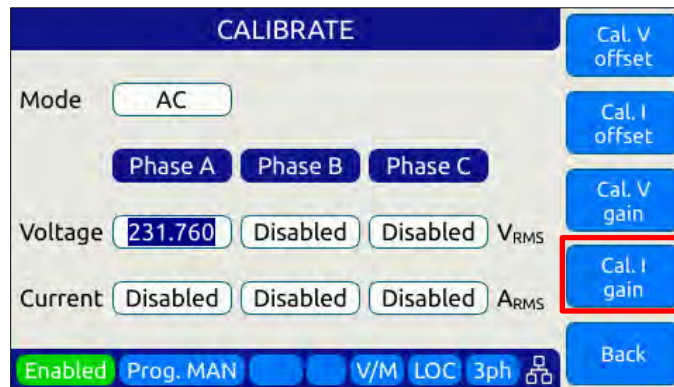 CALIBRATE
Cal. V
offset
Mode AC
Cal. I
offset
Phase A Phase B Phase C
Cal. V
gain
Voltage 231.760 Disabled Disabled VRMS
Cal. I
gain
Current Disabled Disabled Disabled ARMS
Enabled Prog. MAN V/M LOC 3ph
Back